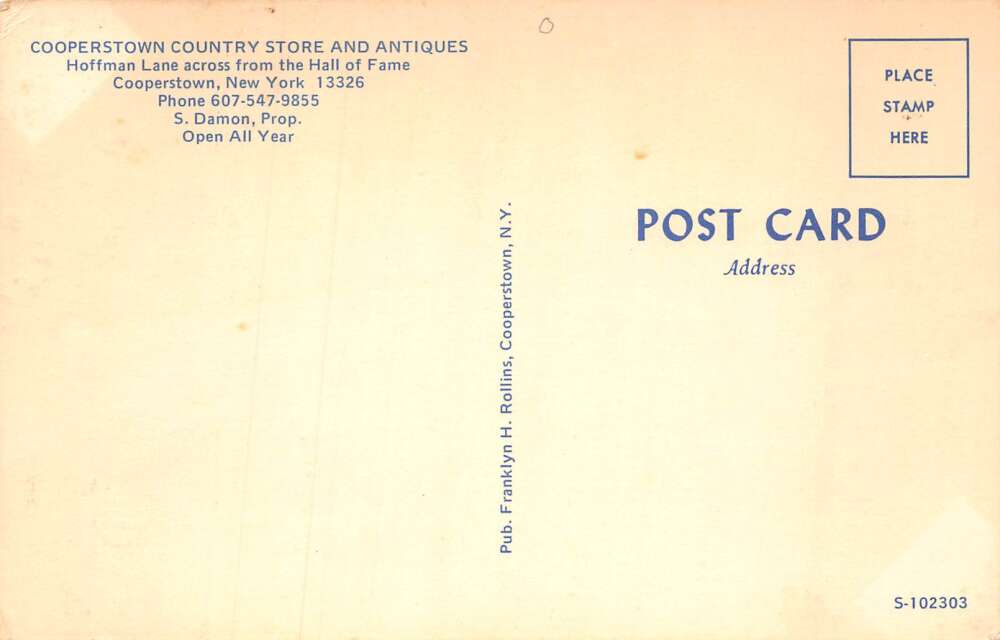 COOPERSTOWN COUNTRY STORE AND ANTIQUES
Hoffman Lane across from the Hall of Fame
Cooperstown, New York 13326
Phone 607-547-9855
S. Damon, Prop.
Open All Year
Pub. Franklyn H. Rollins, Cooperstown, N.Y.
PLACE
STAMP
HERE
POST CARD
Address
S-102303